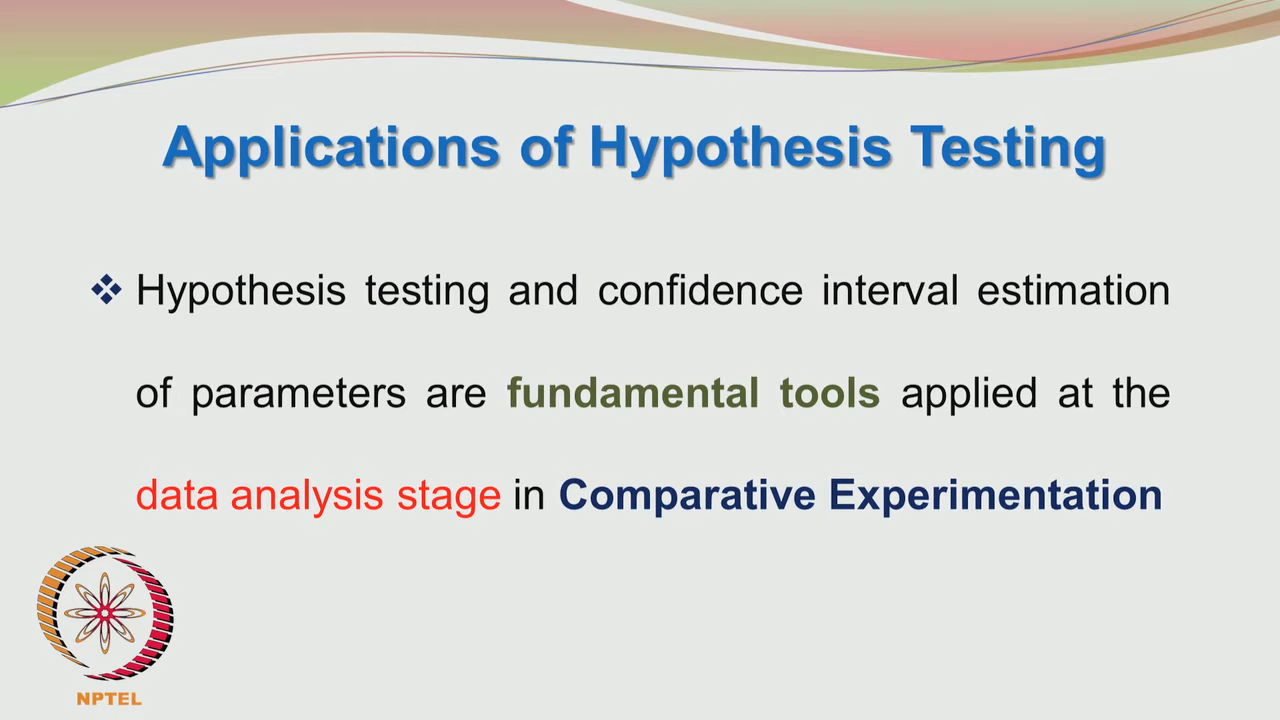 Applications of Hypothesis Testing
Hypothesis testing and confidence interval estimation
of parameters are fundamental tools applied at the
data analysis stage in Comparative Experimentation
NPTEL